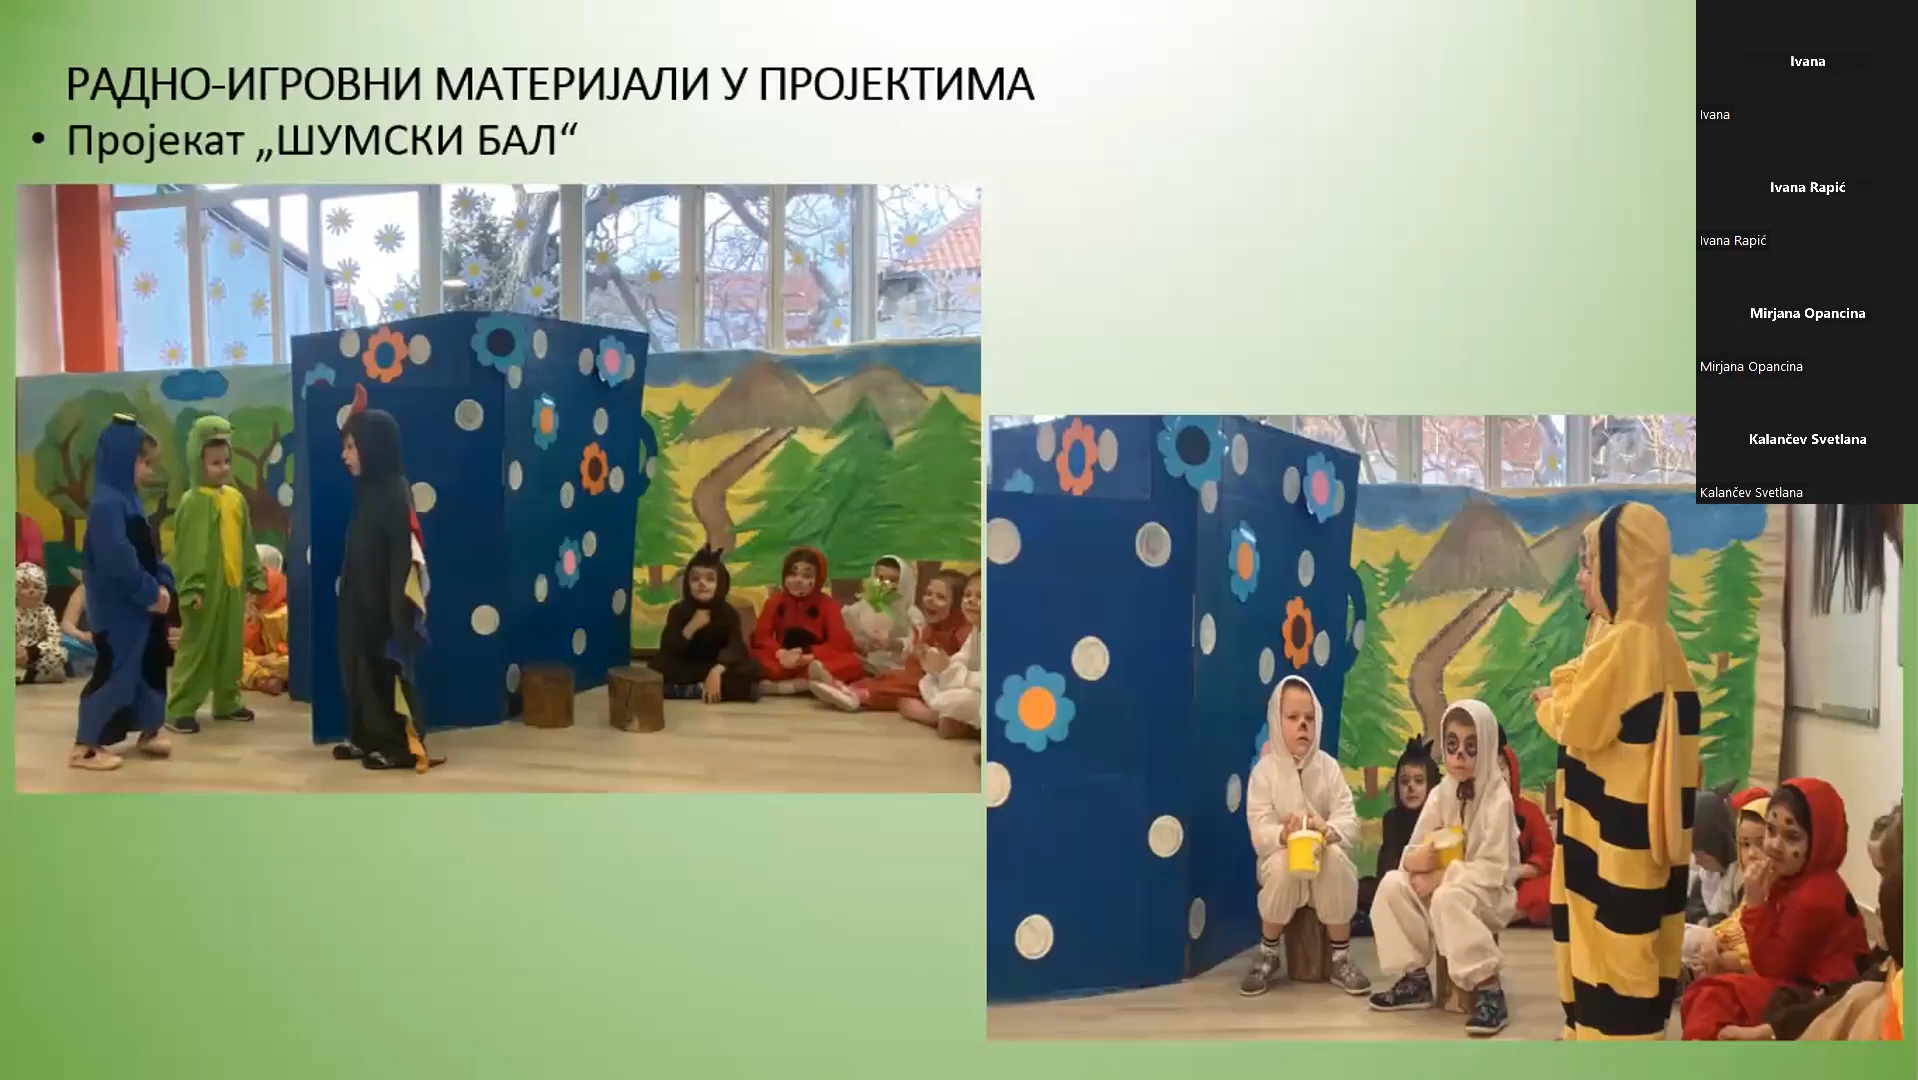 РАДНО-ИГРОВНИ МАТЕРИЈАЛИ У ПРОЈЕКТИМА
• Пројекат „ШУМСКИ БАЛ“
Ivana
Ivana
Ivana Rapić
Ivana Rapić
Mirjana Opancina
Mirjana Opancina
Kalančev Svetlana
Kalančev Svetlana